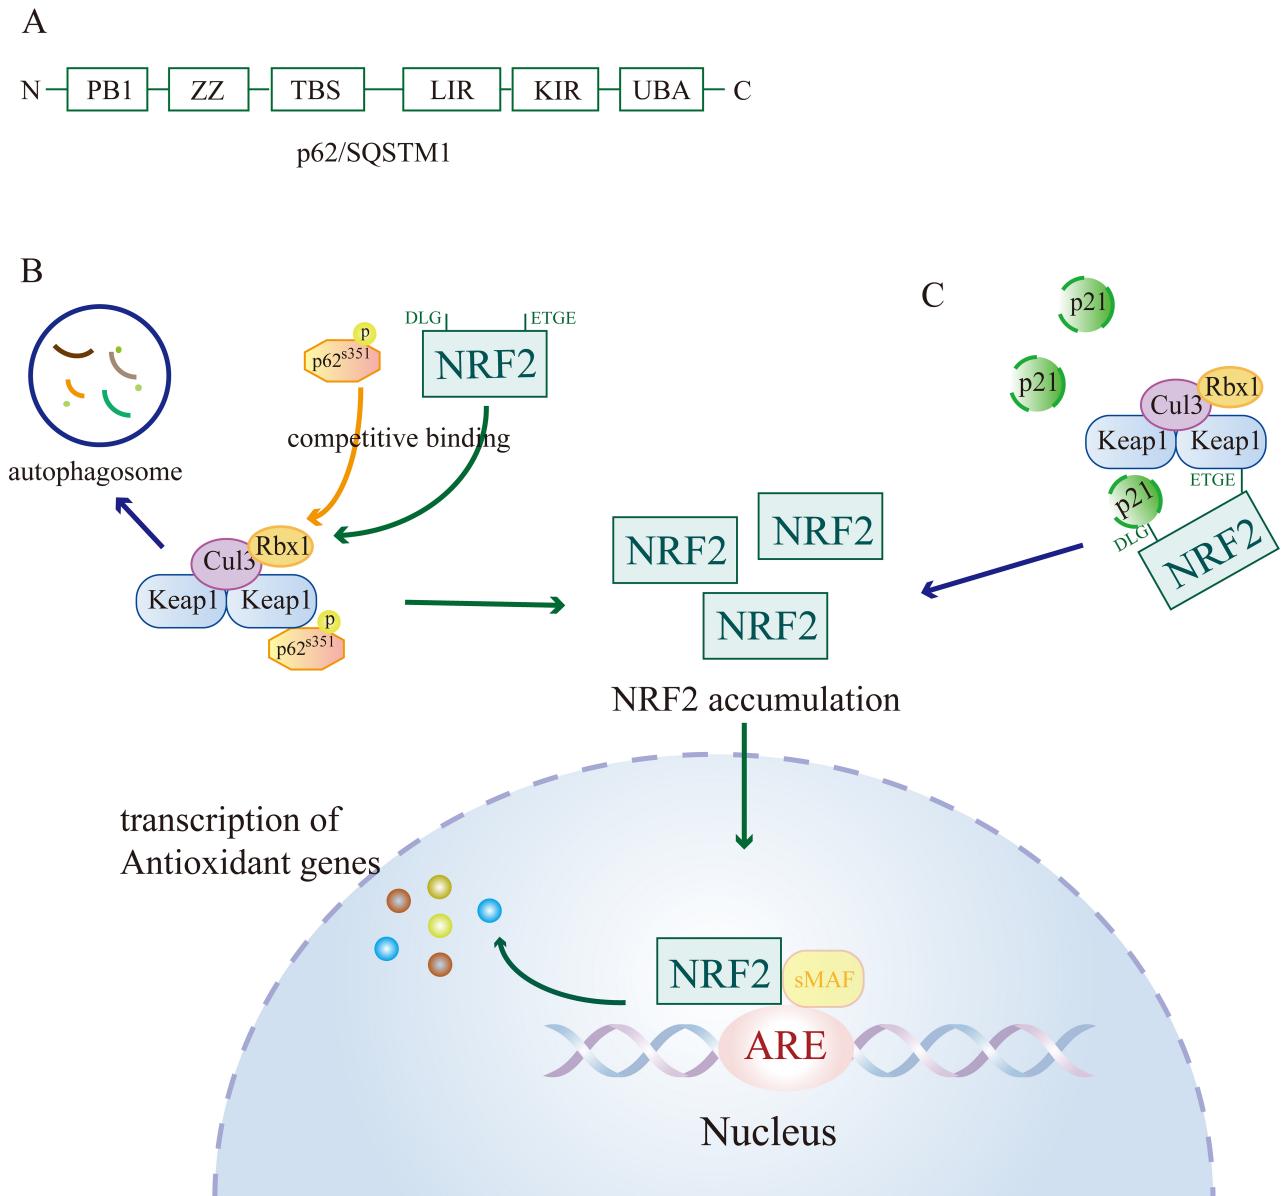 A
N PB1 ZZ TBS LIR KIR UBA C
p62/SQSTM1
B
autophagosome
p
p62s351
DLG
ETGE
NRF2
competitive binding
Cul3
Rbx1
Keap1
Keap1
p
p62s351
C
p21
p21
Cul3
Rbx1
Keap1
Keap1
ETGE
p21
DLG
NRF2
NRF2
NRF2
NRF2
NRF2 accumulation
transcription of
Antioxidant genes
NRF2
sMAF
ARE
Nucleus